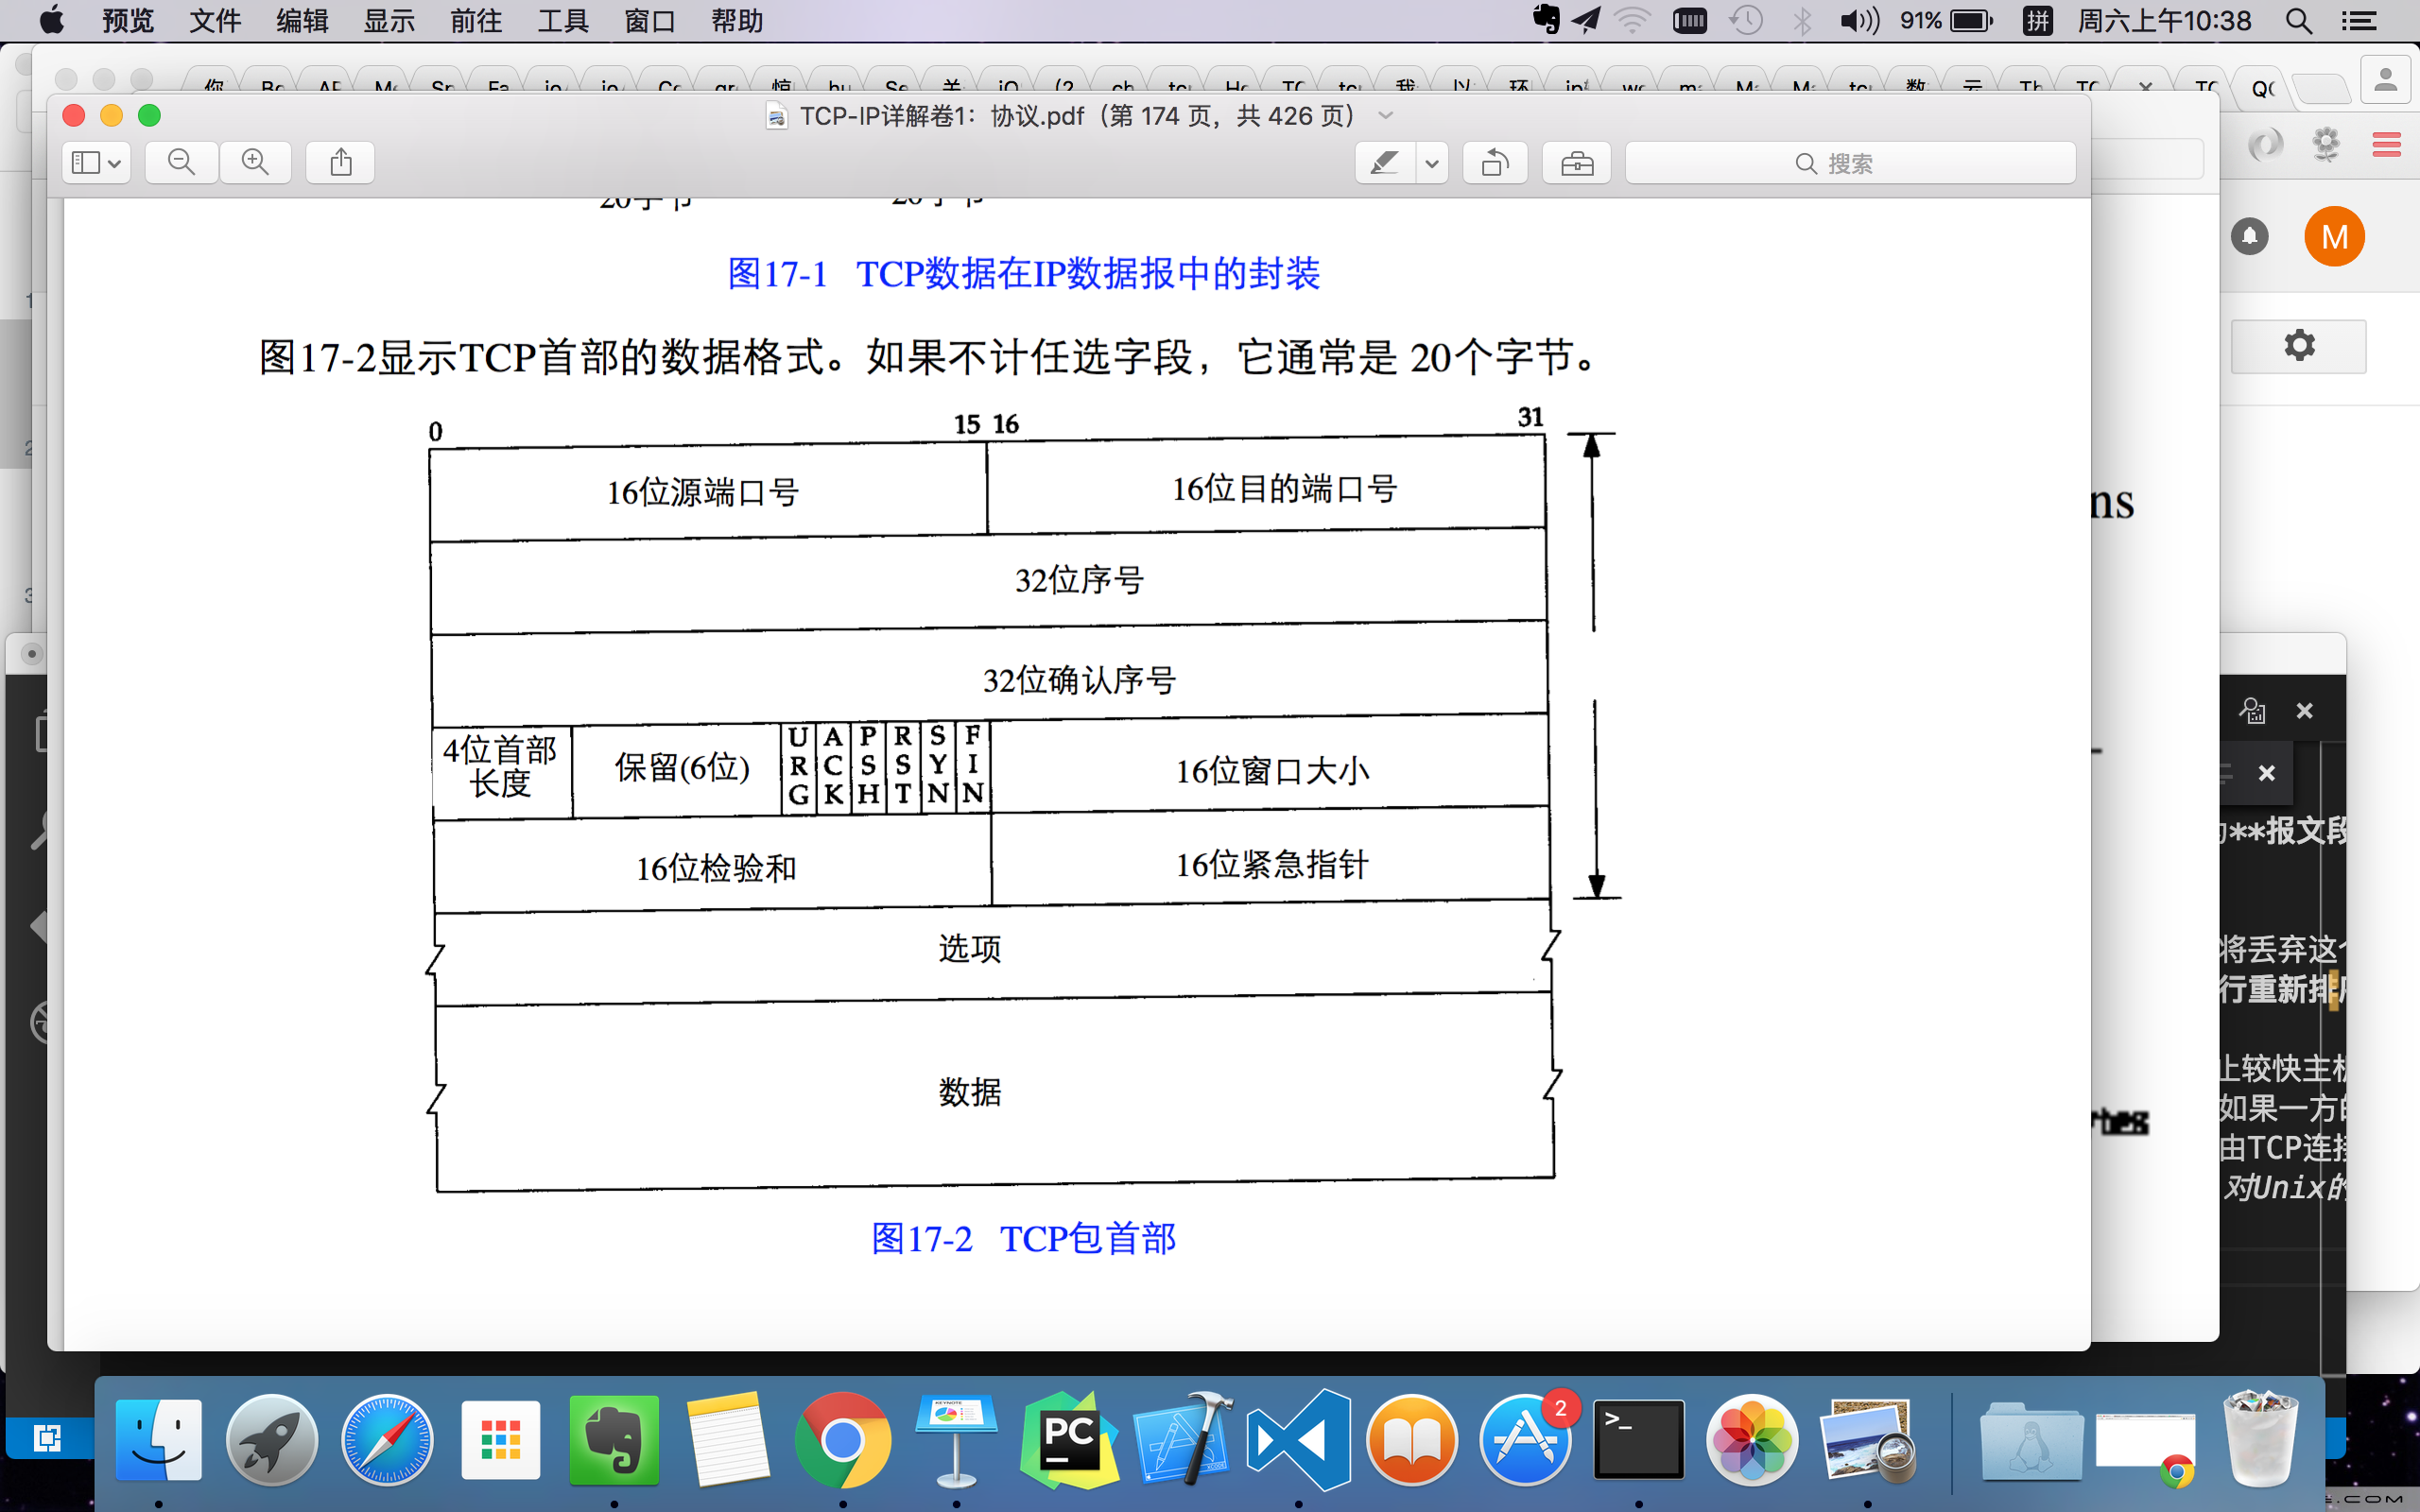 预览 文件 编辑 显示 前往 工具 窗口 帮助 91% 拼 周六上午10:38
TCP-IP详解卷1：协议.pdf（第 174 页，共 426 页）
搜索
M
图17-1 TCP数据在IP数据报中的封装
图17-2显示TCP首部的数据格式。如果不计任选字段，它通常是 20个字节。
0 15 16 31
16位源端口号 16位目的端口号
32位序号
32位确认序号
4位首部长度 保留(6位) URG ACK PSH RST SYN FIN 16位窗口大小
16位检验和 16位紧急指针
选项
数据
图17-2 TCP包首部
ns
**报文段
将丢弃这
行重新排
止较快主机
如果一方
由TCP连接
对Unix的
KEYNOTE
PC
2
>_